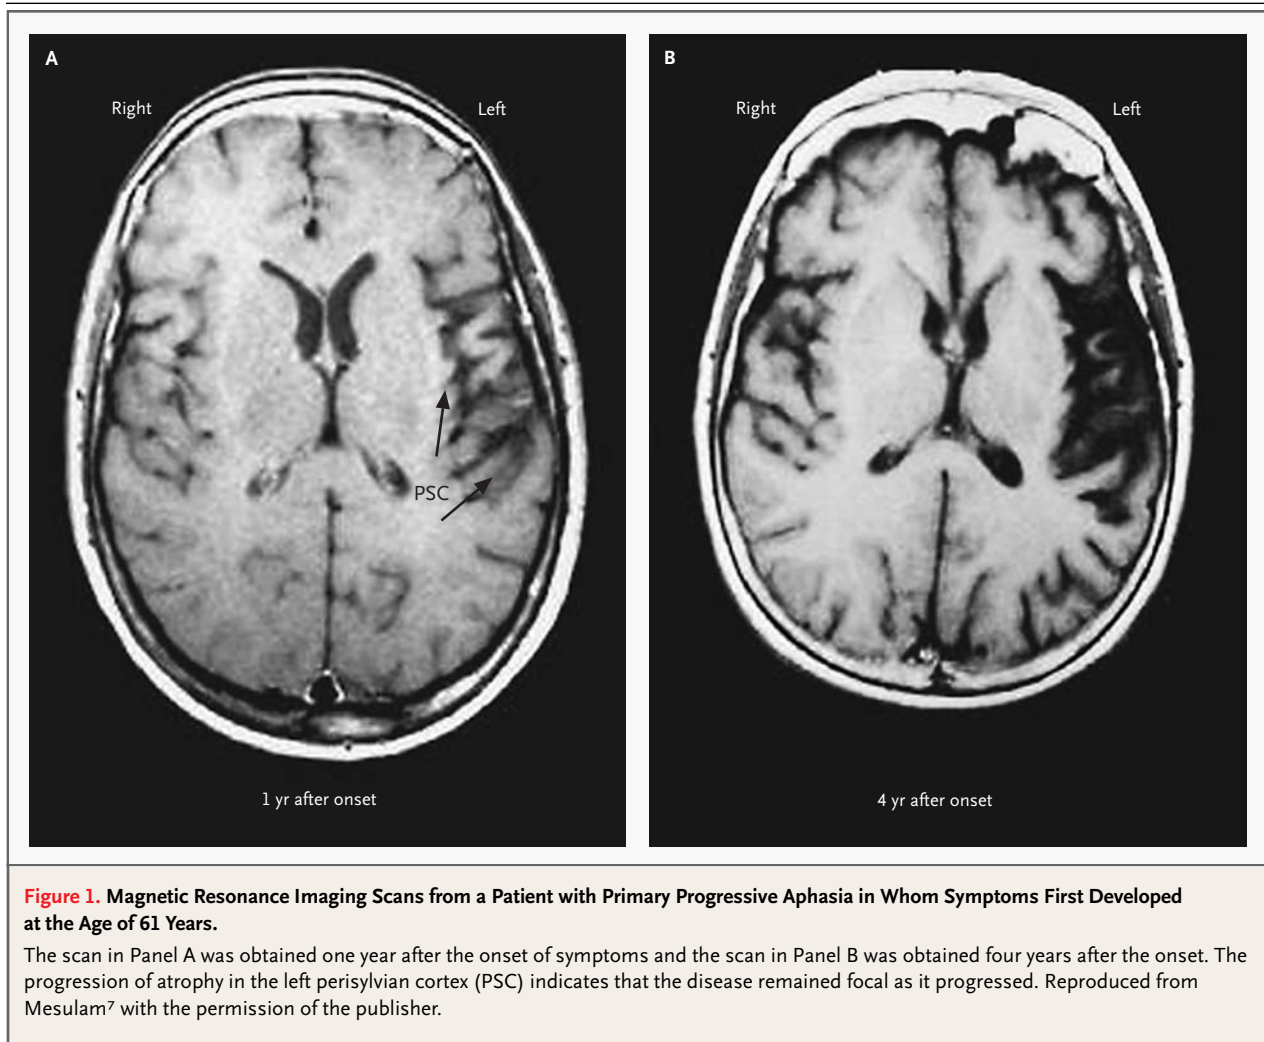 A
Right
Left
PSC
1 yr after onset
B
Right
Left
4 yr after onset
Figure 1. Magnetic Resonance Imaging Scans from a Patient with Primary Progressive Aphasia in Whom Symptoms First Developed
at the Age of 61 Years.
The scan in Panel A was obtained one year after the onset of symptoms and the scan in Panel B was obtained four years after the onset. The
progression of atrophy in the left perisylvian cortex (PSC) indicates that the disease remained focal as it progressed. Reproduced from
Mesulam⁷ with the permission of the publisher.